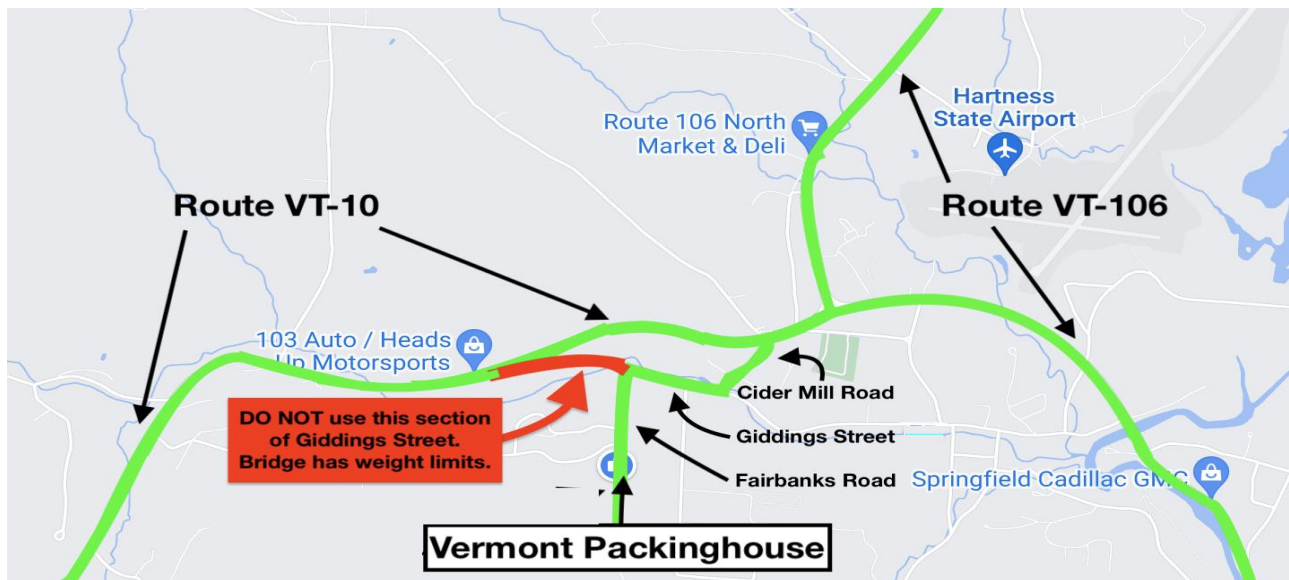 Hartness
State Airport
Route 106 North
Market & Deli
Route VT-10
Route VT-106
103 Auto / Heads
Up Motorsports
Cider Mill Road
DO NOT use this section
of Giddings Street.
Bridge has weight limits.
Giddings Street
Fairbanks Road
Springfield Cadillac GMC
Vermont Packinghouse